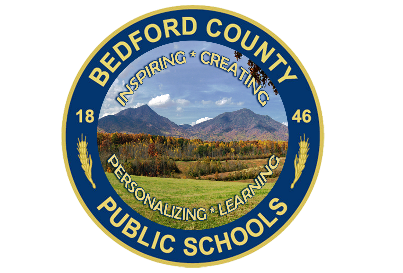 BEDFORD COUNTY
INSPIRING * CREATING
18 46
PERSONALIZING * LEARNING
PUBLIC SCHOOLS